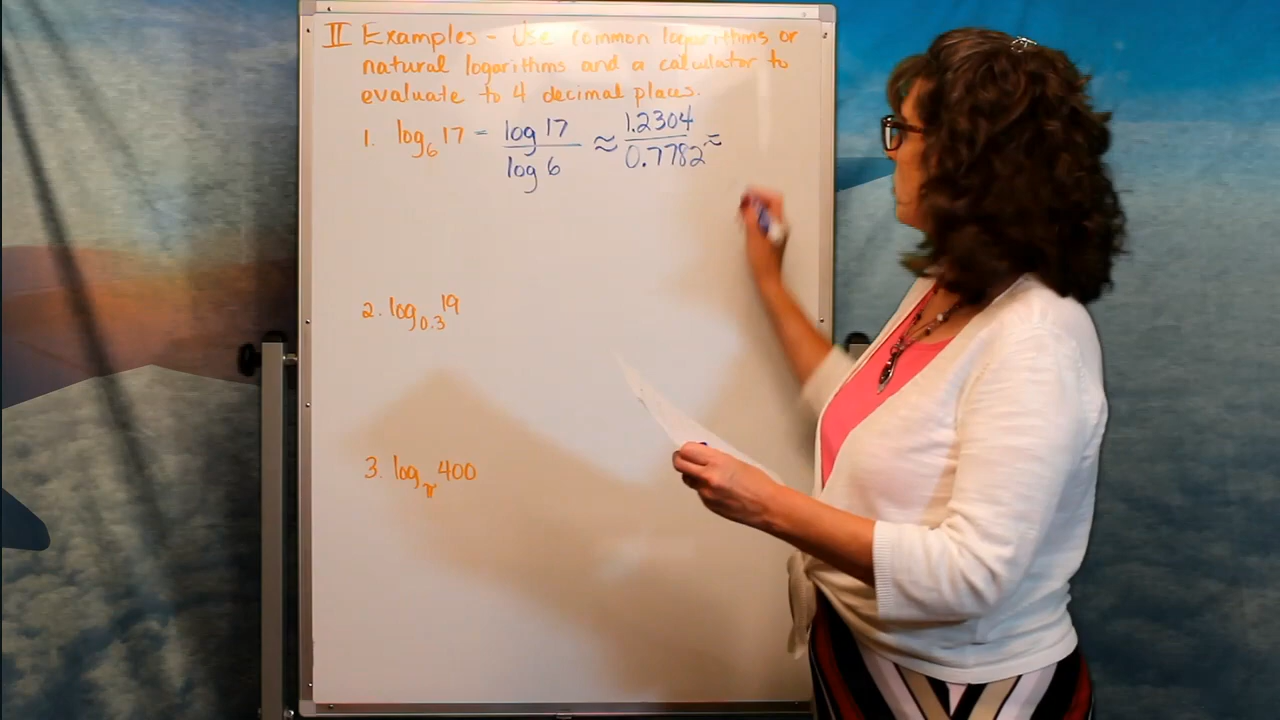 II Examples - Use common logarithms or
natural logarithms and a calculator to
evaluate to 4 decimal places.
1. log₆ 17 = log 17 / log 6 ≈ 1.2304 / 0.7782 ≈
2. log₀.₃ 19
3. log_π 400